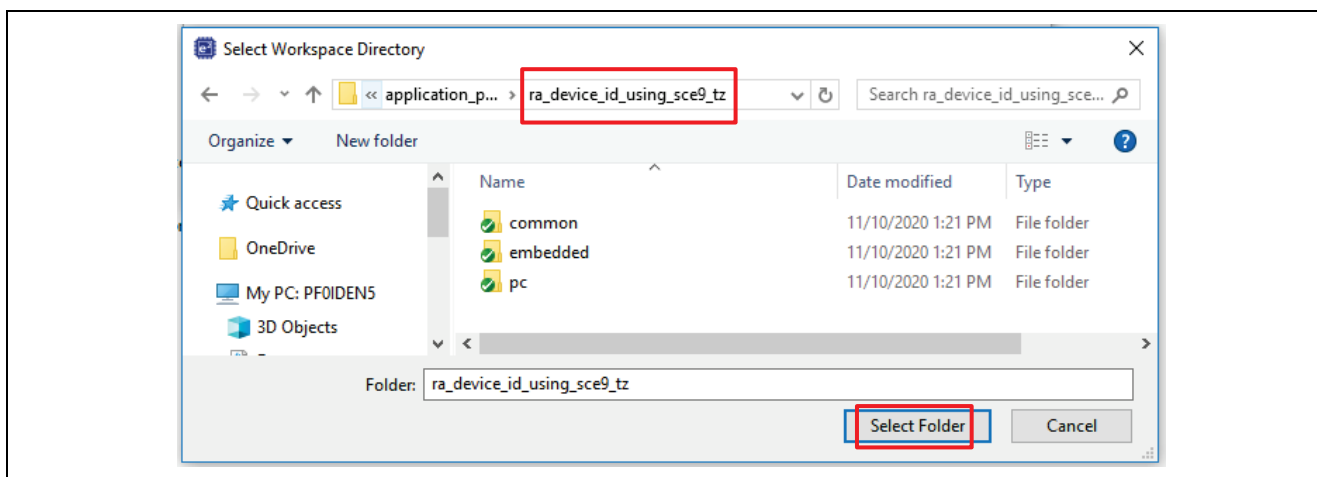 Select Workspace Directory
« application_p... › ra_device_id_using_sce9_tz
Search ra_device_id_using_sce...
Organize New folder
Name Date modified Type
Quick access
OneDrive
My PC: PF0IDEN5
3D Objects
common 11/10/2020 1:21 PM File folder
embedded 11/10/2020 1:21 PM File folder
pc 11/10/2020 1:21 PM File folder
Folder: ra_device_id_using_sce9_tz
Select Folder Cancel